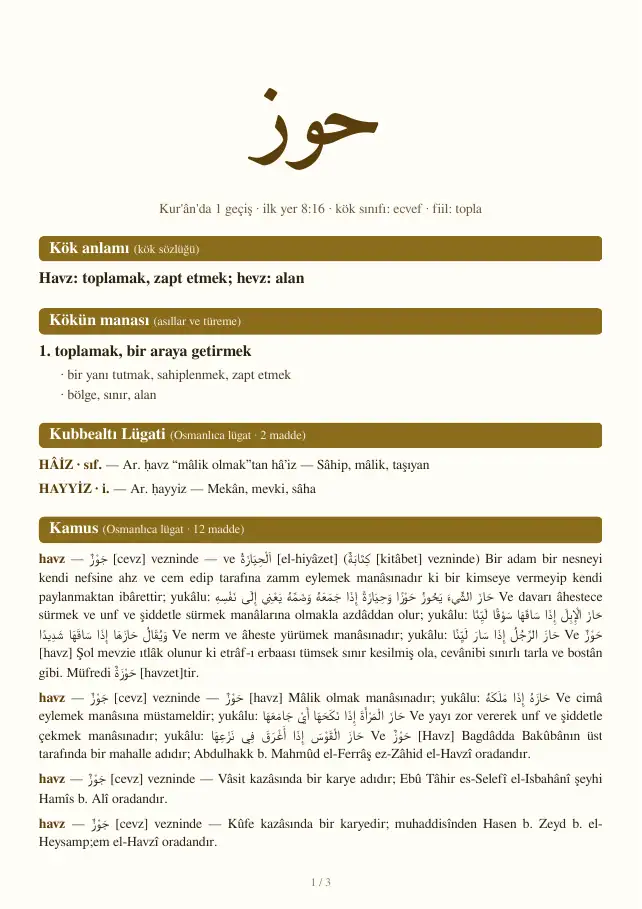 حوز
Kur'ân'da 1 geçiş · ilk yer 8:16 · kök sınıfı: ecvef · fiil: topla
Kök anlamı (kök sözlüğü)
Havz: toplamak, zapt etmek; hevz: alan
Kökün manası (asıllar ve türeme)
1. toplamak, bir araya getirmek
· bir yanı tutmak, sahiplenmek, zapt etmek
· bölge, sınır, alan
Kubbealtı Lügati (Osmanlıca lügat · 2 madde)
HÂİZ · sıf. — Ar. ḥavz “mâlik olmak”tan hâ’iz — Sâhip, mâlik, taşıyan
HAYYİZ · i. — Ar. ḥayyiz — Mekân, mevki, sâha
Kamus (Osmanlıca lügat · 12 madde)
havz — حَوْزٌ [cevz] vezninde — ve اَلْحِيَازَةُ [el-hiyâzet] (كِتَابَةٌ [kitâbet] vezninde) Bir adam bir nesneyi
kendi nefsine ahz ve cem edip tarafına zamm eylemek manâsınadır ki bir kimseye vermeyip kendi
paylanmaktan ibârettir; yukâlu: حَازَ الشَّيْءَ يَحُوزُ حَوْزًا وَحِيَازَةً إِذَا جَمَعَهُ وَضَمَّهُ يَعْنِي إِلَى نَفْسِهِ Ve davarı âhestece
sürmek ve unf ve şiddetle sürmek manâlarına olmakla azdâddan olur; yukâlu: حَازَ الْإِبِلَ إِذَا سَاقَهَا سَوْقًا لَيِّنًا
وَيُقَالُ حَازَهَا إِذَا سَاقَهَا شَدِيدًا Ve nerm ve âheste yürümek manâsınadır; yukâlu: حَازَ الرَّجُلُ إِذَا سَارَ لَيِّنًا Ve حَوْزٌ
[havz] Şol mevzie ıtlâk olunur ki etrâf-ı erbaası tümsek sınır kesilmiş ola, cevânibi sınırlı tarla ve bostân
gibi. Müfredi حَوْزَةٌ [havzet]tir.
havz — جَوْزٌ [cevz] vezninde — حَوْزٌ [havz] Mâlik olmak manâsınadır; yukâlu: حَازَهُ إِذَا مَلَكَهُ Ve cimâ
eylemek manâsına müstameldir; yukâlu: حَازَ الْمَرْأَةَ إِذَا نَكَحَهَا أَيْ جَامَعَهَا Ve yayı zor vererek unf ve şiddetle
çekmek manâsınadır; yukâlu: حَازَ الْقَوْسَ إِذَا أَغْرَقَ فِي نَزْعِهَا Ve حَوْزٌ [Havz] Bagdâdda Bakûbânın üst
tarafında bir mahalle adıdır; Abdulhakk b. Mahmûd el-Ferrâş ez-Zâhid el-Havzî oradandır.
havz — جَوْزٌ [cevz] vezninde — Vâsit kazâsında bir karye adıdır; Ebû Tâhir es-Selefî el-Isbahânî şeyhi
Hamîs b. Alî oradandır.
havz — جَوْزٌ [cevz] vezninde — Kûfe kazâsında bir karyedir; muhaddisînden Hasen b. Zeyd b. el-
Heysamp;em el-Havzî oradandır.
1 / 3